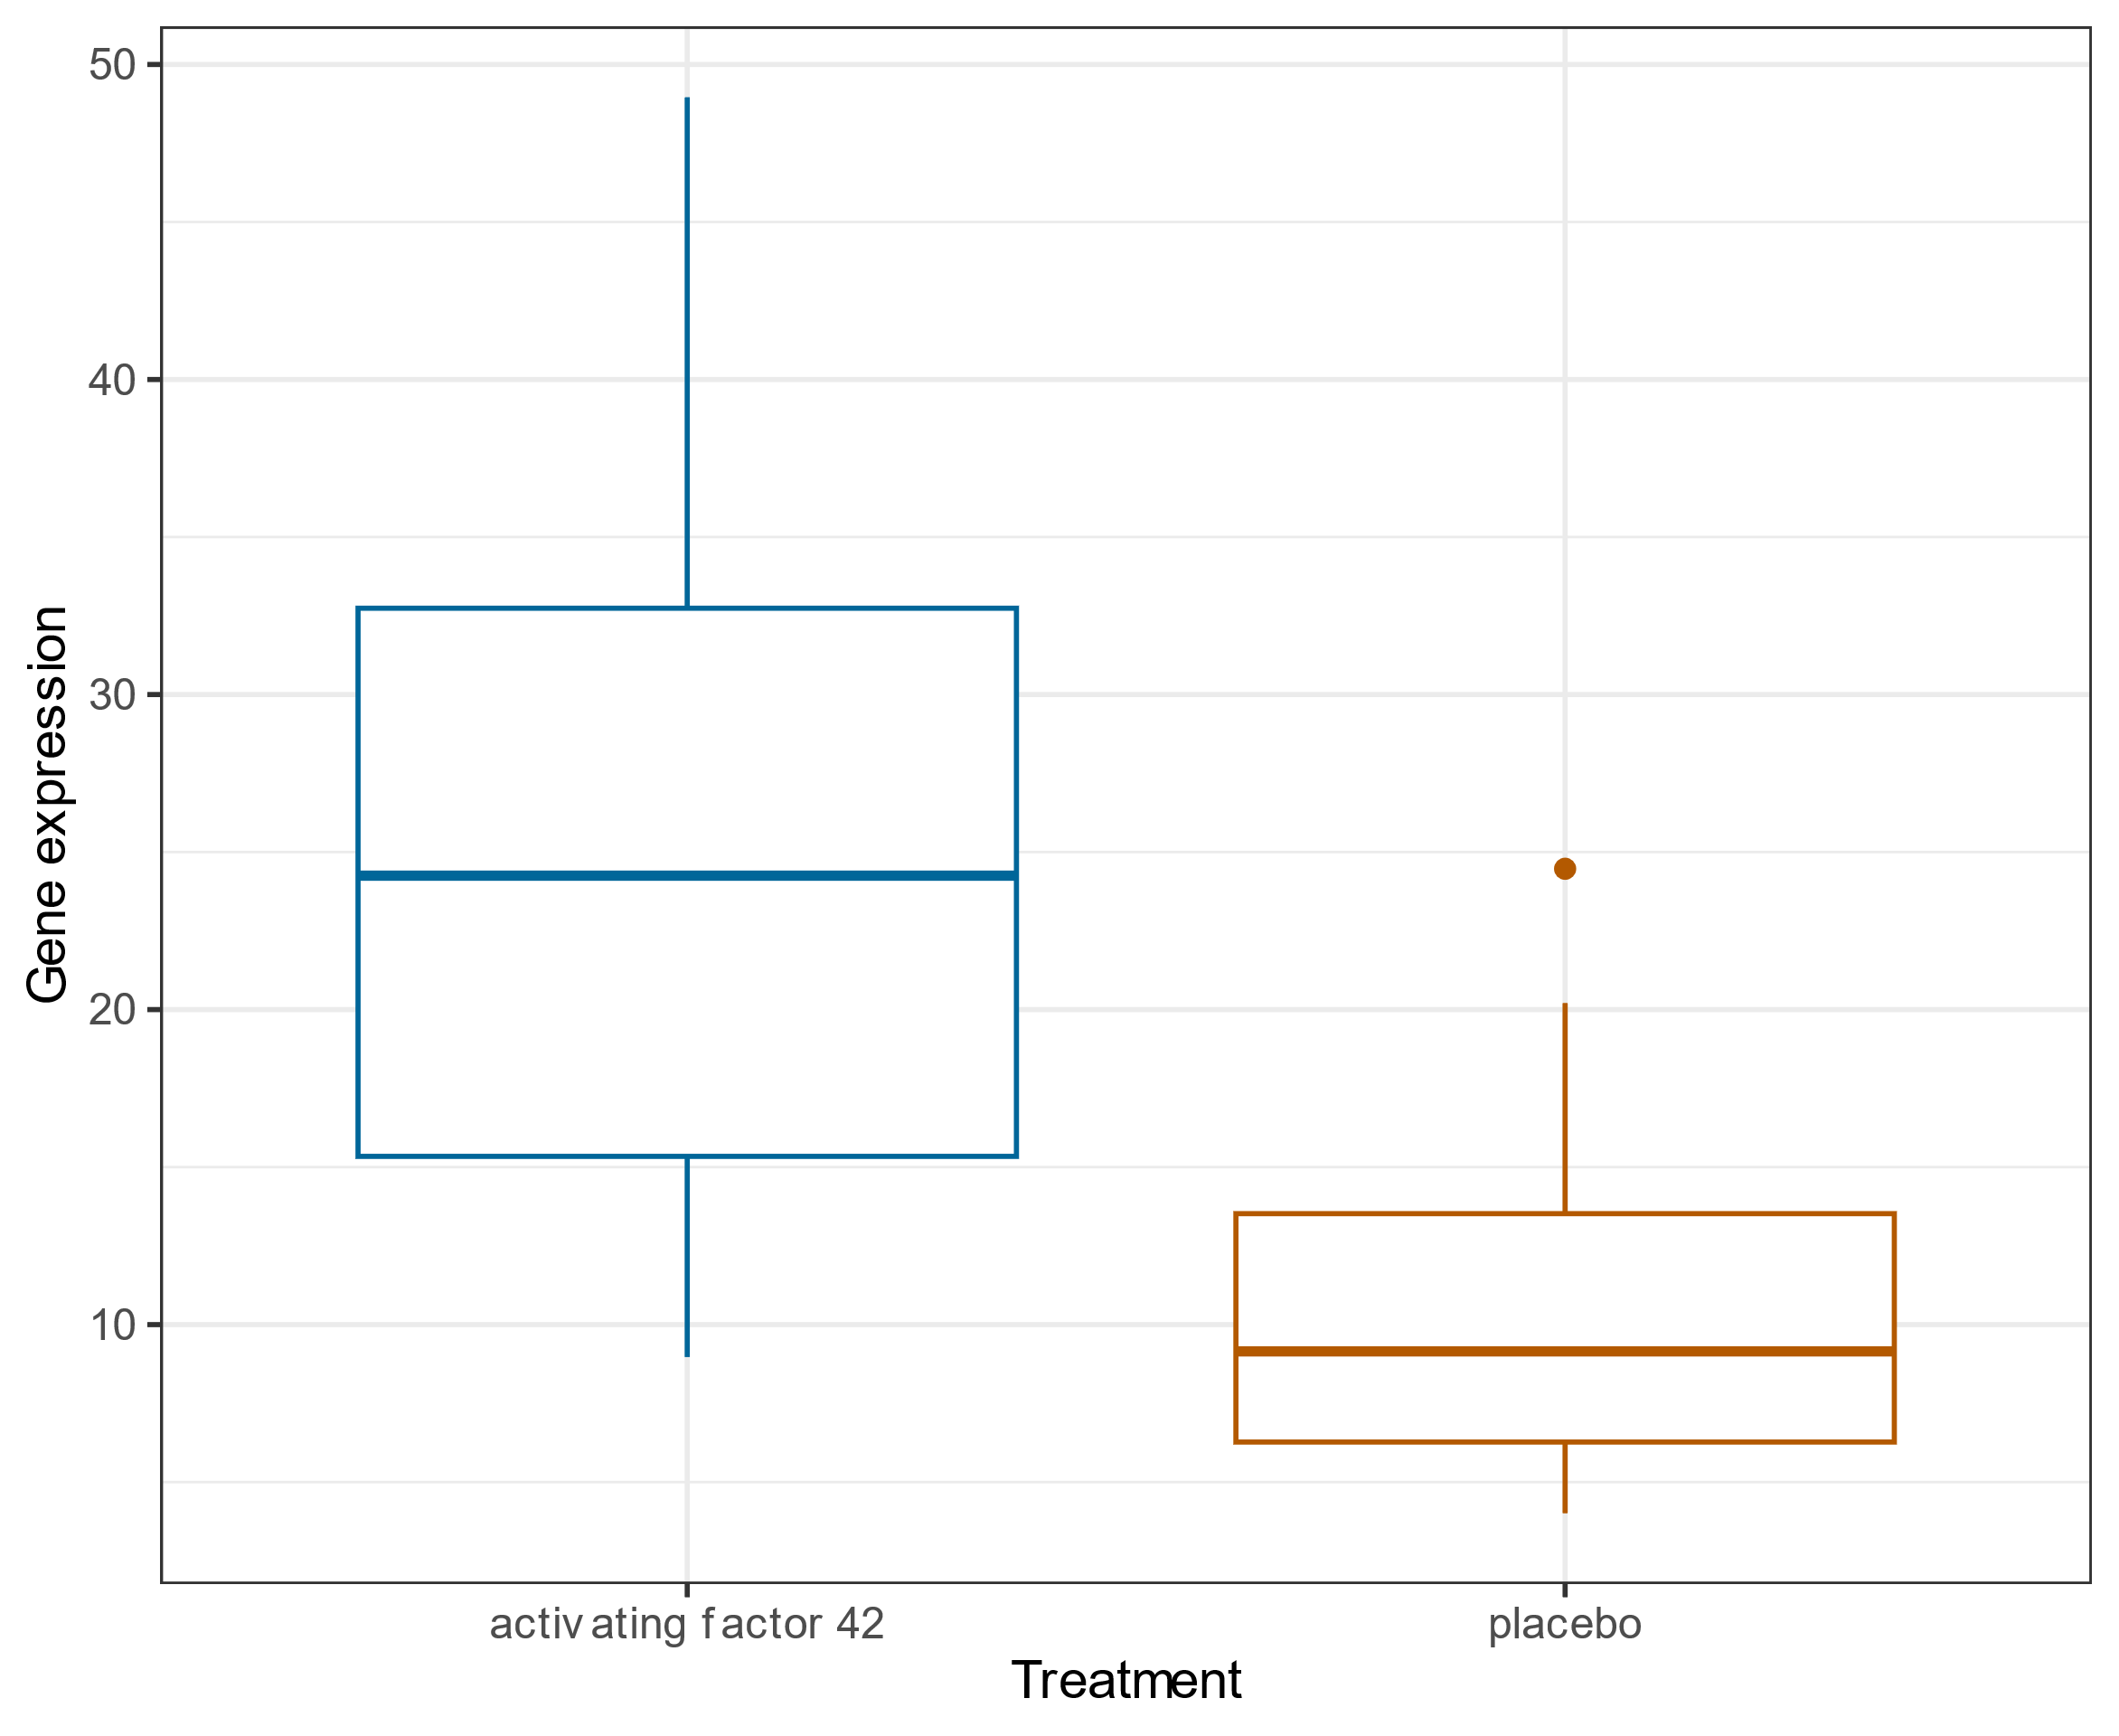 Gene expression
50
40
30
20
10
activating factor 42
placebo
Treatment